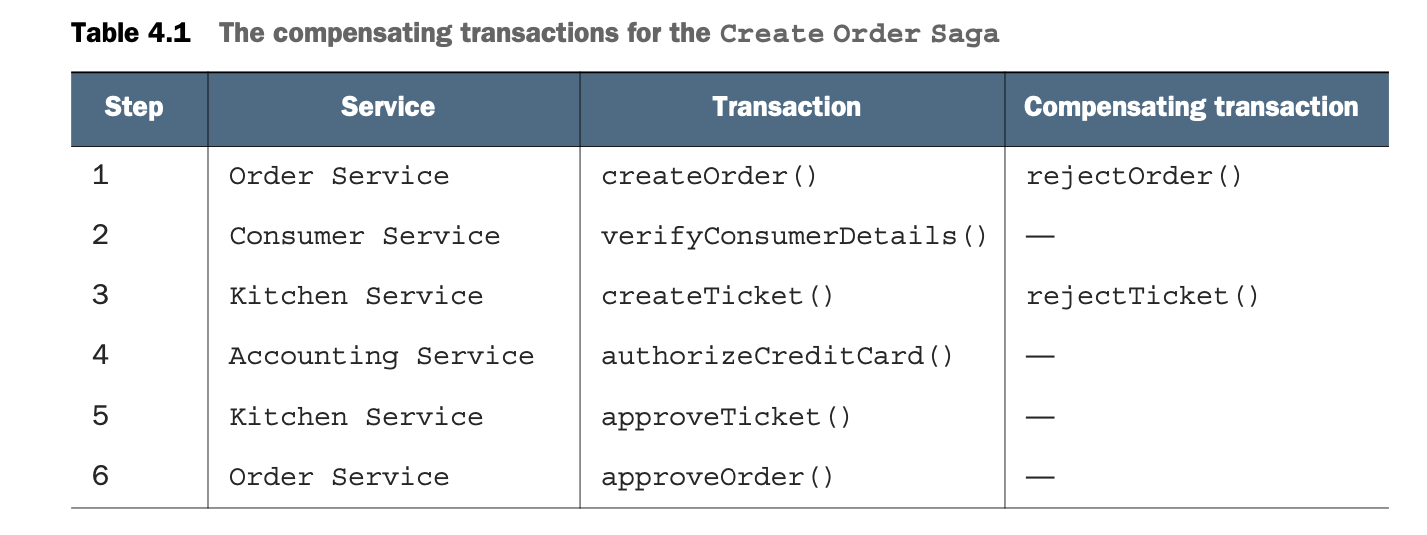 Table 4.1 The compensating transactions for the Create Order Saga
Step Service Transaction Compensating transaction
1 Order Service createOrder() rejectOrder()
2 Consumer Service verifyConsumerDetails() —
3 Kitchen Service createTicket() rejectTicket()
4 Accounting Service authorizeCreditCard() —
5 Kitchen Service approveTicket() —
6 Order Service approveOrder() —